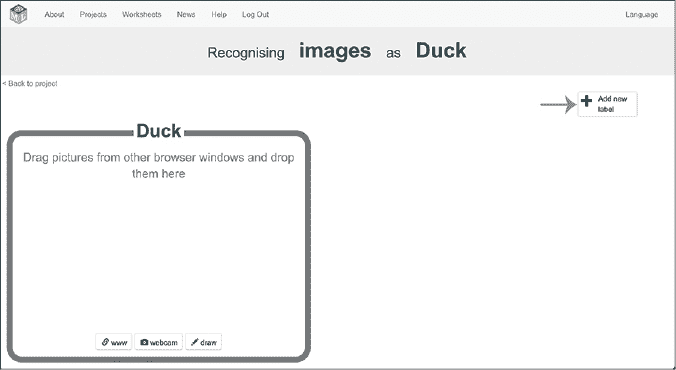 About Projects Worksheets News Help Log Out Language
Recognising images as Duck
< Back to project
Add new
label
Duck
Drag pictures from other browser windows and drop
them here
www webcam draw